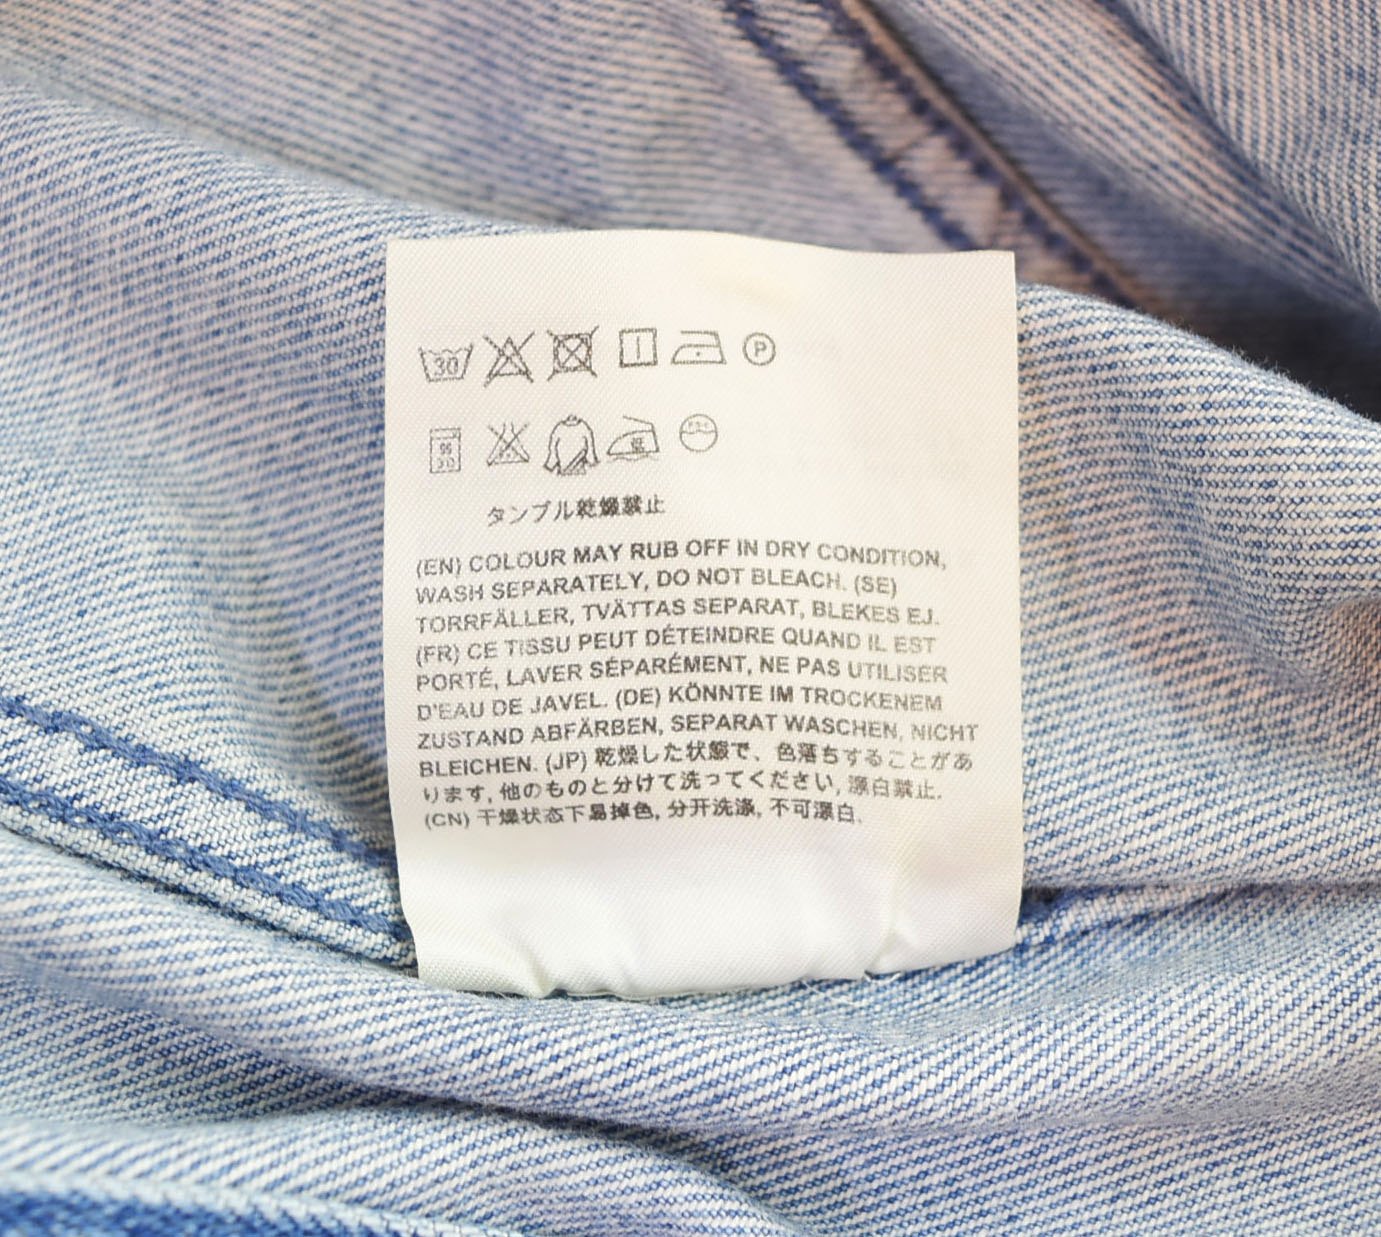 30
P
95
30
低
タンブル乾燥禁止
(EN) COLOUR MAY RUB OFF IN DRY CONDITION,
WASH SEPARATELY, DO NOT BLEACH. (SE)
TORRFÄLLER, TVÄTTAS SEPARAT, BLEKES EJ.
(FR) CE TISSU PEUT DÉTEINDRE QUAND IL EST
PORTÉ, LAVER SÉPARÉMENT, NE PAS UTILISER
D'EAU DE JAVEL. (DE) KÖNNTE IM TROCKENEM
ZUSTAND ABFÄRBEN, SEPARAT WASCHEN, NICHT
BLEICHEN. (JP) 乾燥した状態で、色落ちすることがあ
ります, 他のものと分けて洗ってください, 漂白禁止.
(CN) 干燥状态下易掉色, 分开洗涤, 不可漂白.